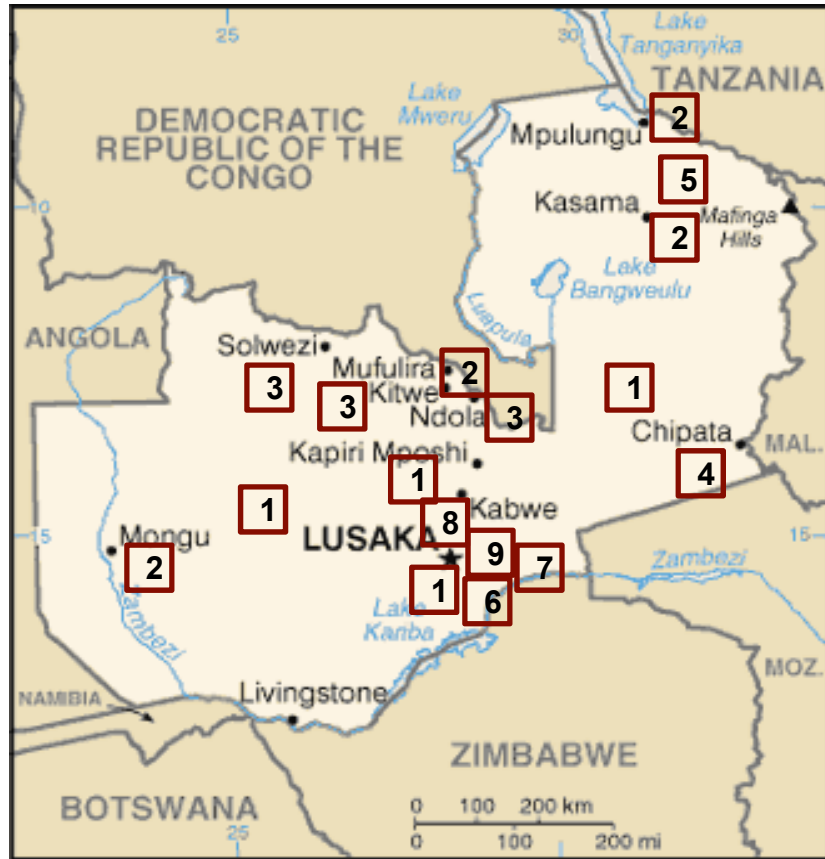 25
30
Lake
Tanganyika
TANZANIA
Lake
Mweru
DEMOCRATIC
REPUBLIC OF THE
CONGO
2
Mpulungu
5
10
Kasama
Mafinga
Hills
2
Lake
Bangweulu
Luapula
ANGOLA
Solwezi
Mufulira
2
3
Kitwe
1
3
Ndola
3
Chipata
MAL.
Kapiri Mposhi
1
4
Kabwe
1
8
15
LUSAKA
15
Mongu
9
7
Zambezi
2
1
6
Lake
Kanba
Zambezi
MOZ.
NAMIBIA
Livingstone
ZIMBABWE
BOTSWANA
0 100 200 km
0 100 200 mi
25
30